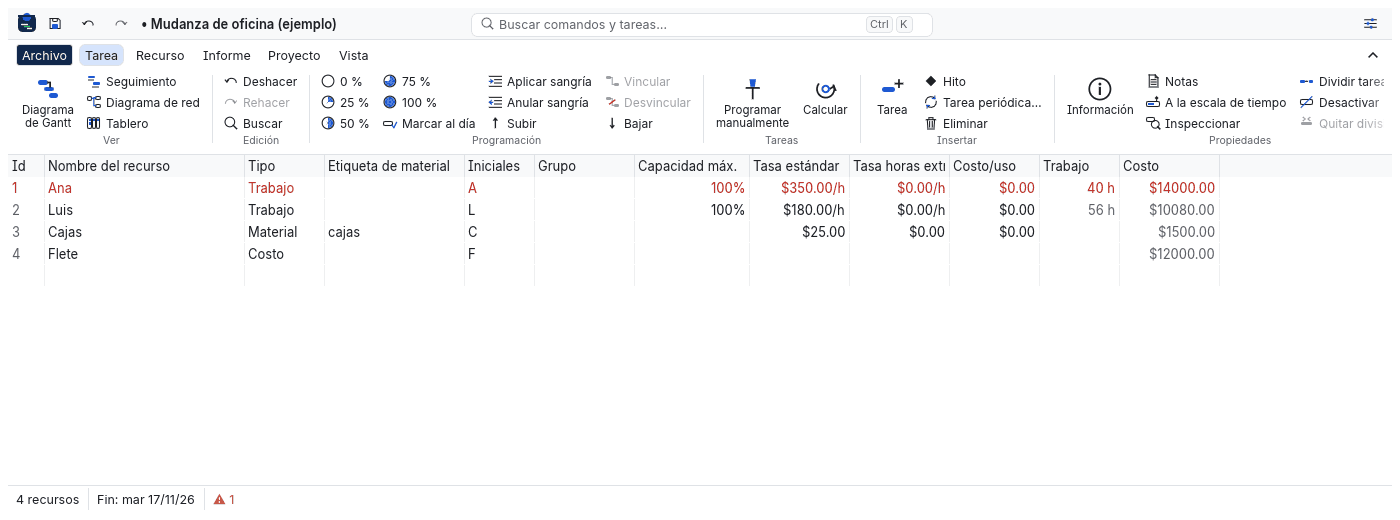 • Mudanza de oficina (ejemplo)
Buscar comandos y tareas...
Ctrl K
Archivo Tarea Recurso Informe Proyecto Vista
Diagrama de Gantt
Seguimiento
Diagrama de red
Tablero
Ver
Deshacer
Rehacer
Buscar
Edición
0 % 75 % Aplicar sangría Vincular
25 % 100 % Anular sangría Desvincular
50 % Marcar al día Subir Bajar
Programación
Programar manualmente
Calcular
Tareas
Tarea
Hito
Tarea periódica...
Eliminar
Insertar
Información
Notas
A la escala de tiempo
Inspeccionar
Dividir tarea
Desactivar
Quitar divis
Propiedades
Id Nombre del recurso Tipo Etiqueta de material Iniciales Grupo Capacidad máx. Tasa estándar Tasa horas extr Costo/uso Trabajo Costo
1 Ana Trabajo A 100% $350.00/h $0.00/h $0.00 40 h $14000.00
2 Luis Trabajo L 100% $180.00/h $0.00/h $0.00 56 h $10080.00
3 Cajas Material cajas C $25.00 $0.00 $0.00 $1500.00
4 Flete Costo F $12000.00
4 recursos Fin: mar 17/11/26 1